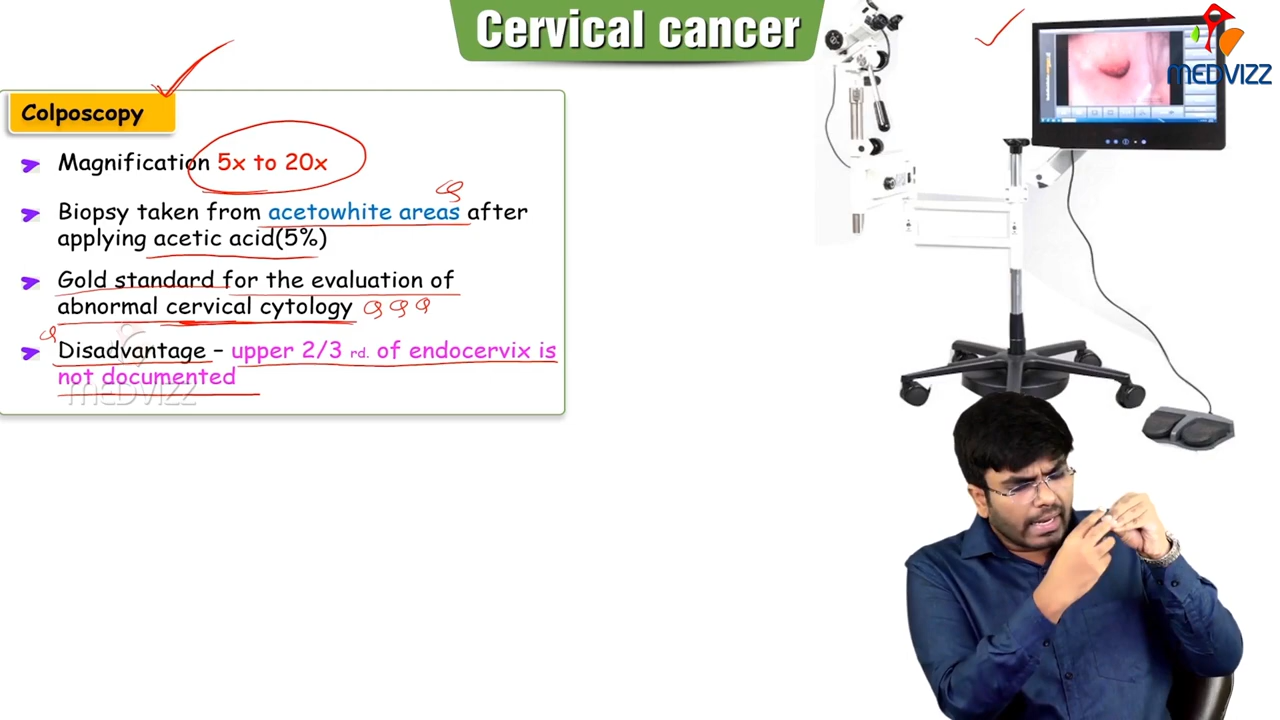 Cervical cancer
MEDVIZZ
Colposcopy
Magnification 5x to 20x
Biopsy taken from acetowhite areas after
applying acetic acid(5%)
Gold standard for the evaluation of
abnormal cervical cytology
Disadvantage – upper 2/3 rd. of endocervix is
not documented
MEDVIZZ